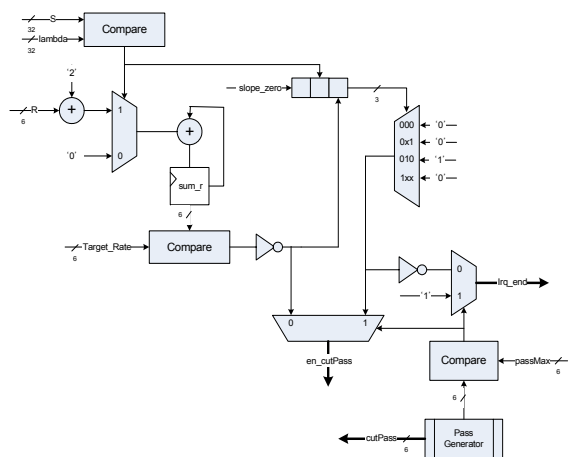 S
32
Compare
lambda
32
'2'
slope_zero
3
R
6
+
1
000
'0'
0x1
'0'
+
'0'
0
010
'1'
1xx
'0'
sum_r
6
Target_Rate
6
Compare
0
Irq_end
'1'
1
0
1
en_cutPass
Compare
passMax
6
6
cutPass
6
Pass
Generator